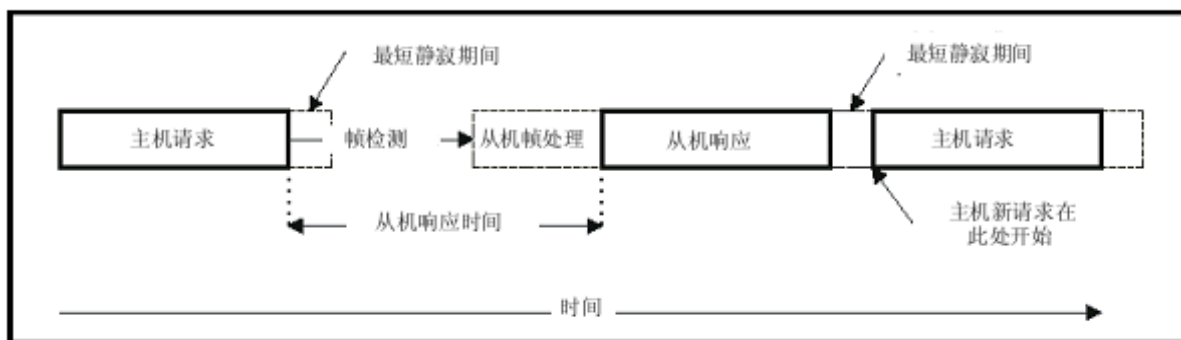 最短静寂期间
最短静寂期间
主机请求
帧检测
从机帧处理
从机响应
主机请求
从机响应时间
主机新请求在
此处开始
时间